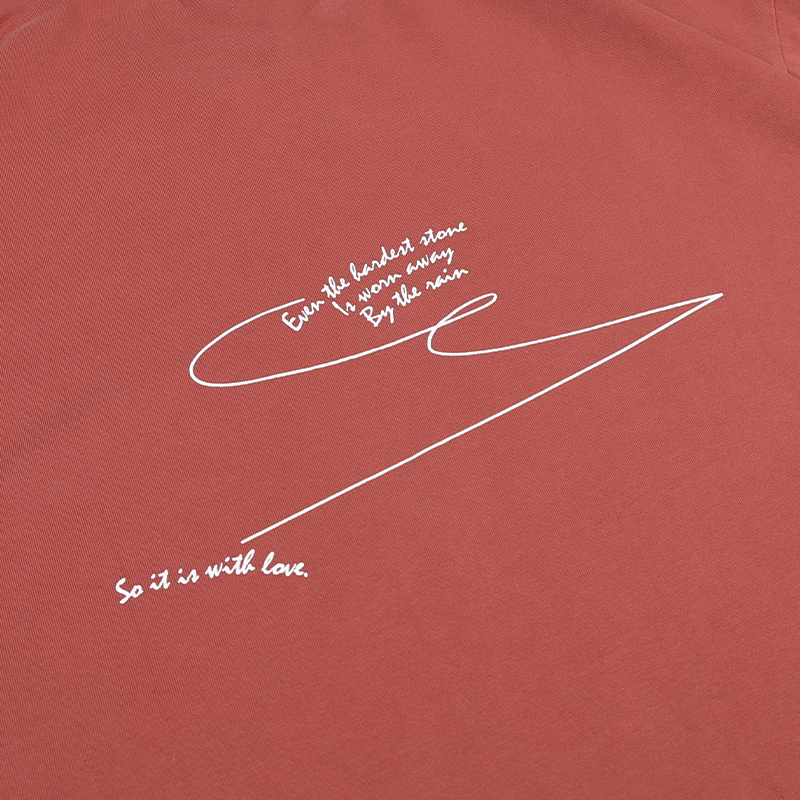 Even the hardest stone
Is worn away
By the rain
So it is with love.